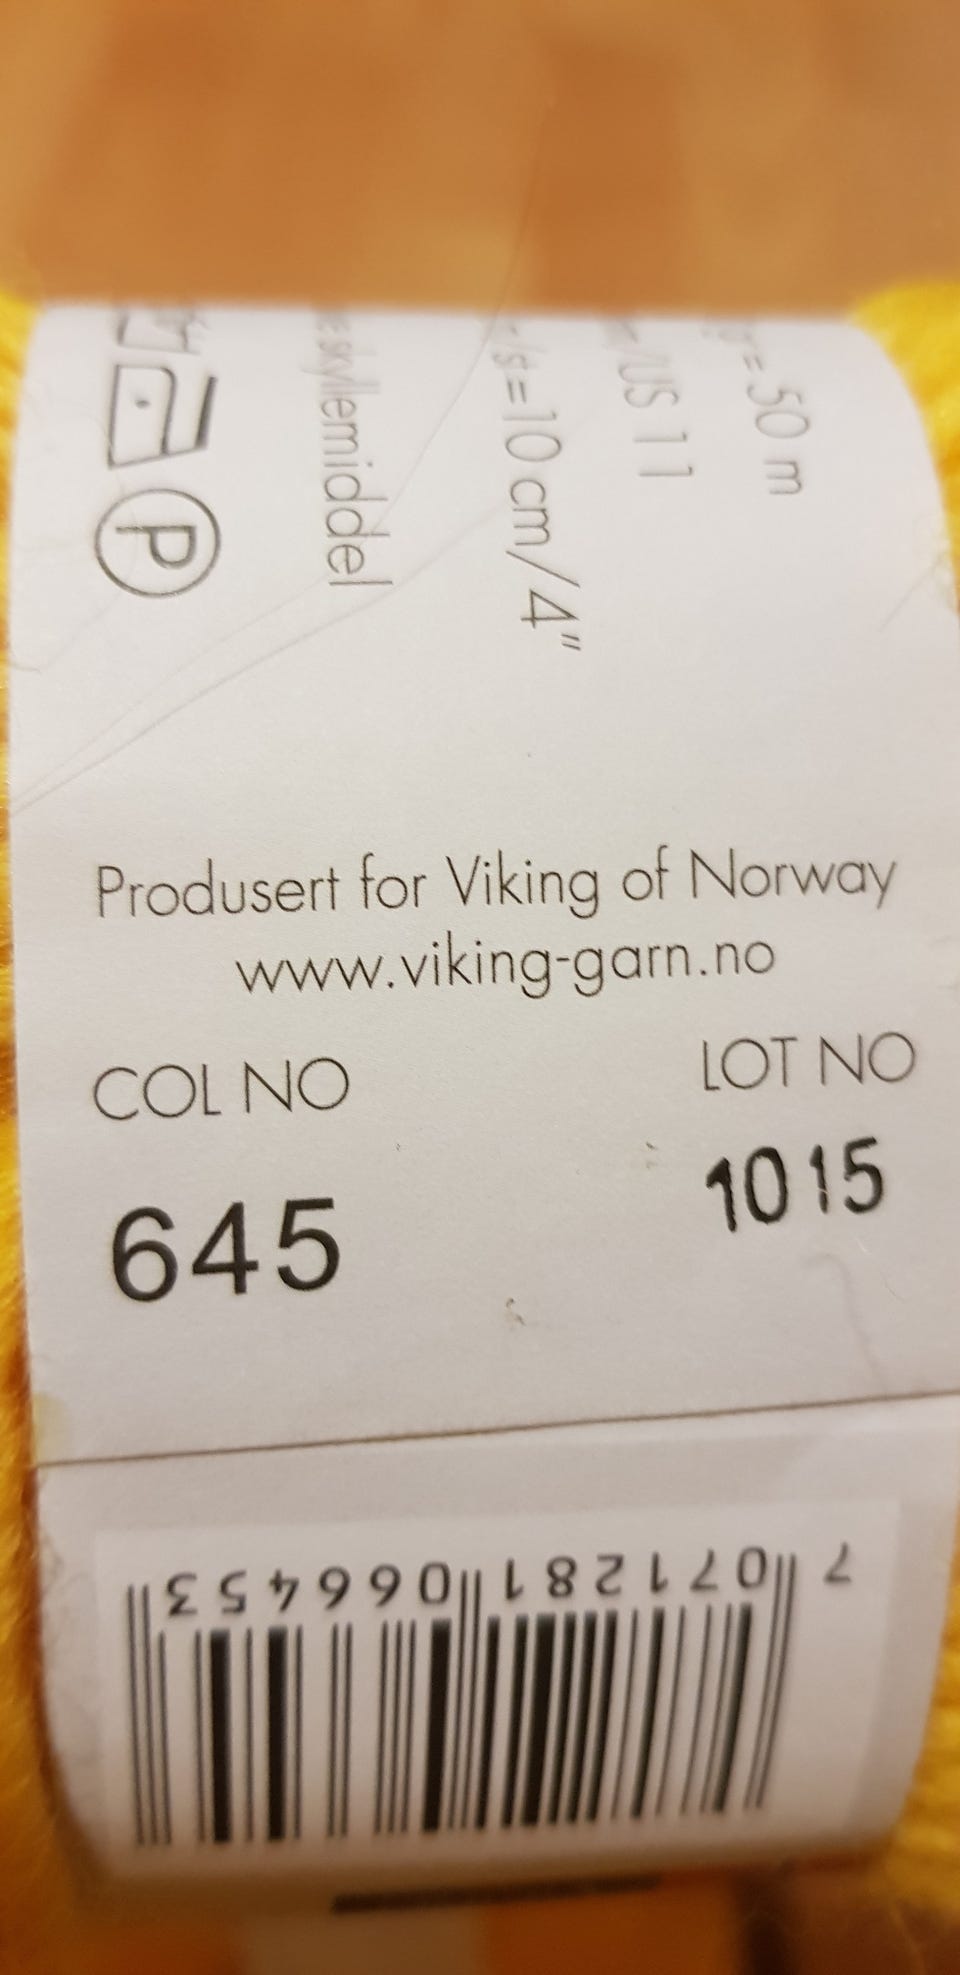 = 50 m
/US 11
/st=10 cm/4"
skyllemiddel
P
Produsert for Viking of Norway
www.viking-garn.no
COL NO
LOT NO
645
1015
7 071281 066453